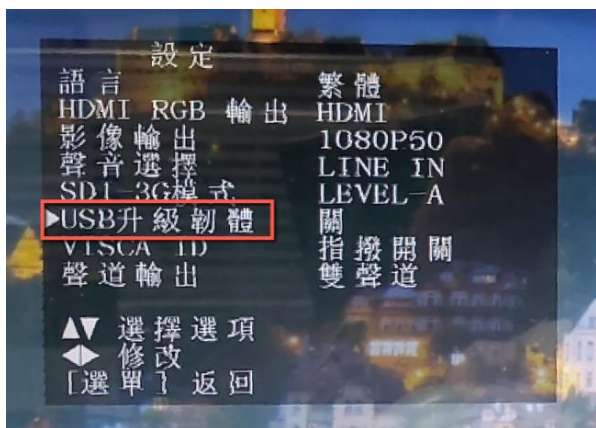 設定
語言 繁體
HDMI RGB 輸出 HDMI
影像輸出 1080P50
聲音選擇 LINE IN
SDI-3G模式 LEVEL-A
▶USB升級韌體 關
VISCA ID 指撥開關
聲道輸出 雙聲道
▲▼ 選擇選項
◀▶ 修改
[選單] 返回